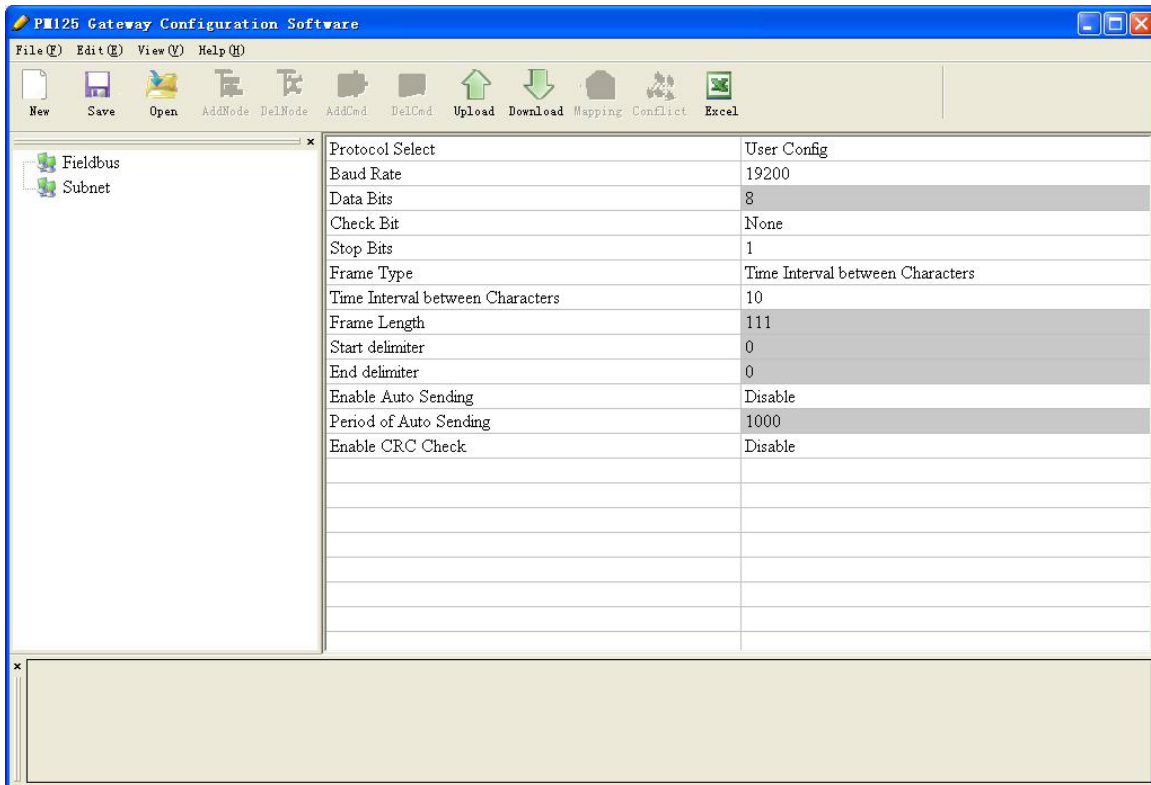 PM125 Gateway Configuration Software
File(F) Edit(E) View(V) Help(H)
New Save Open AddNode DelNode AddCmd DelCmd Upload Download Mapping Conflict Excel
Fieldbus
Subnet
Protocol Select User Config
Baud Rate 19200
Data Bits 8
Check Bit None
Stop Bits 1
Frame Type Time Interval between Characters
Time Interval between Characters 10
Frame Length 111
Start delimiter 0
End delimiter 0
Enable Auto Sending Disable
Period of Auto Sending 1000
Enable CRC Check Disable